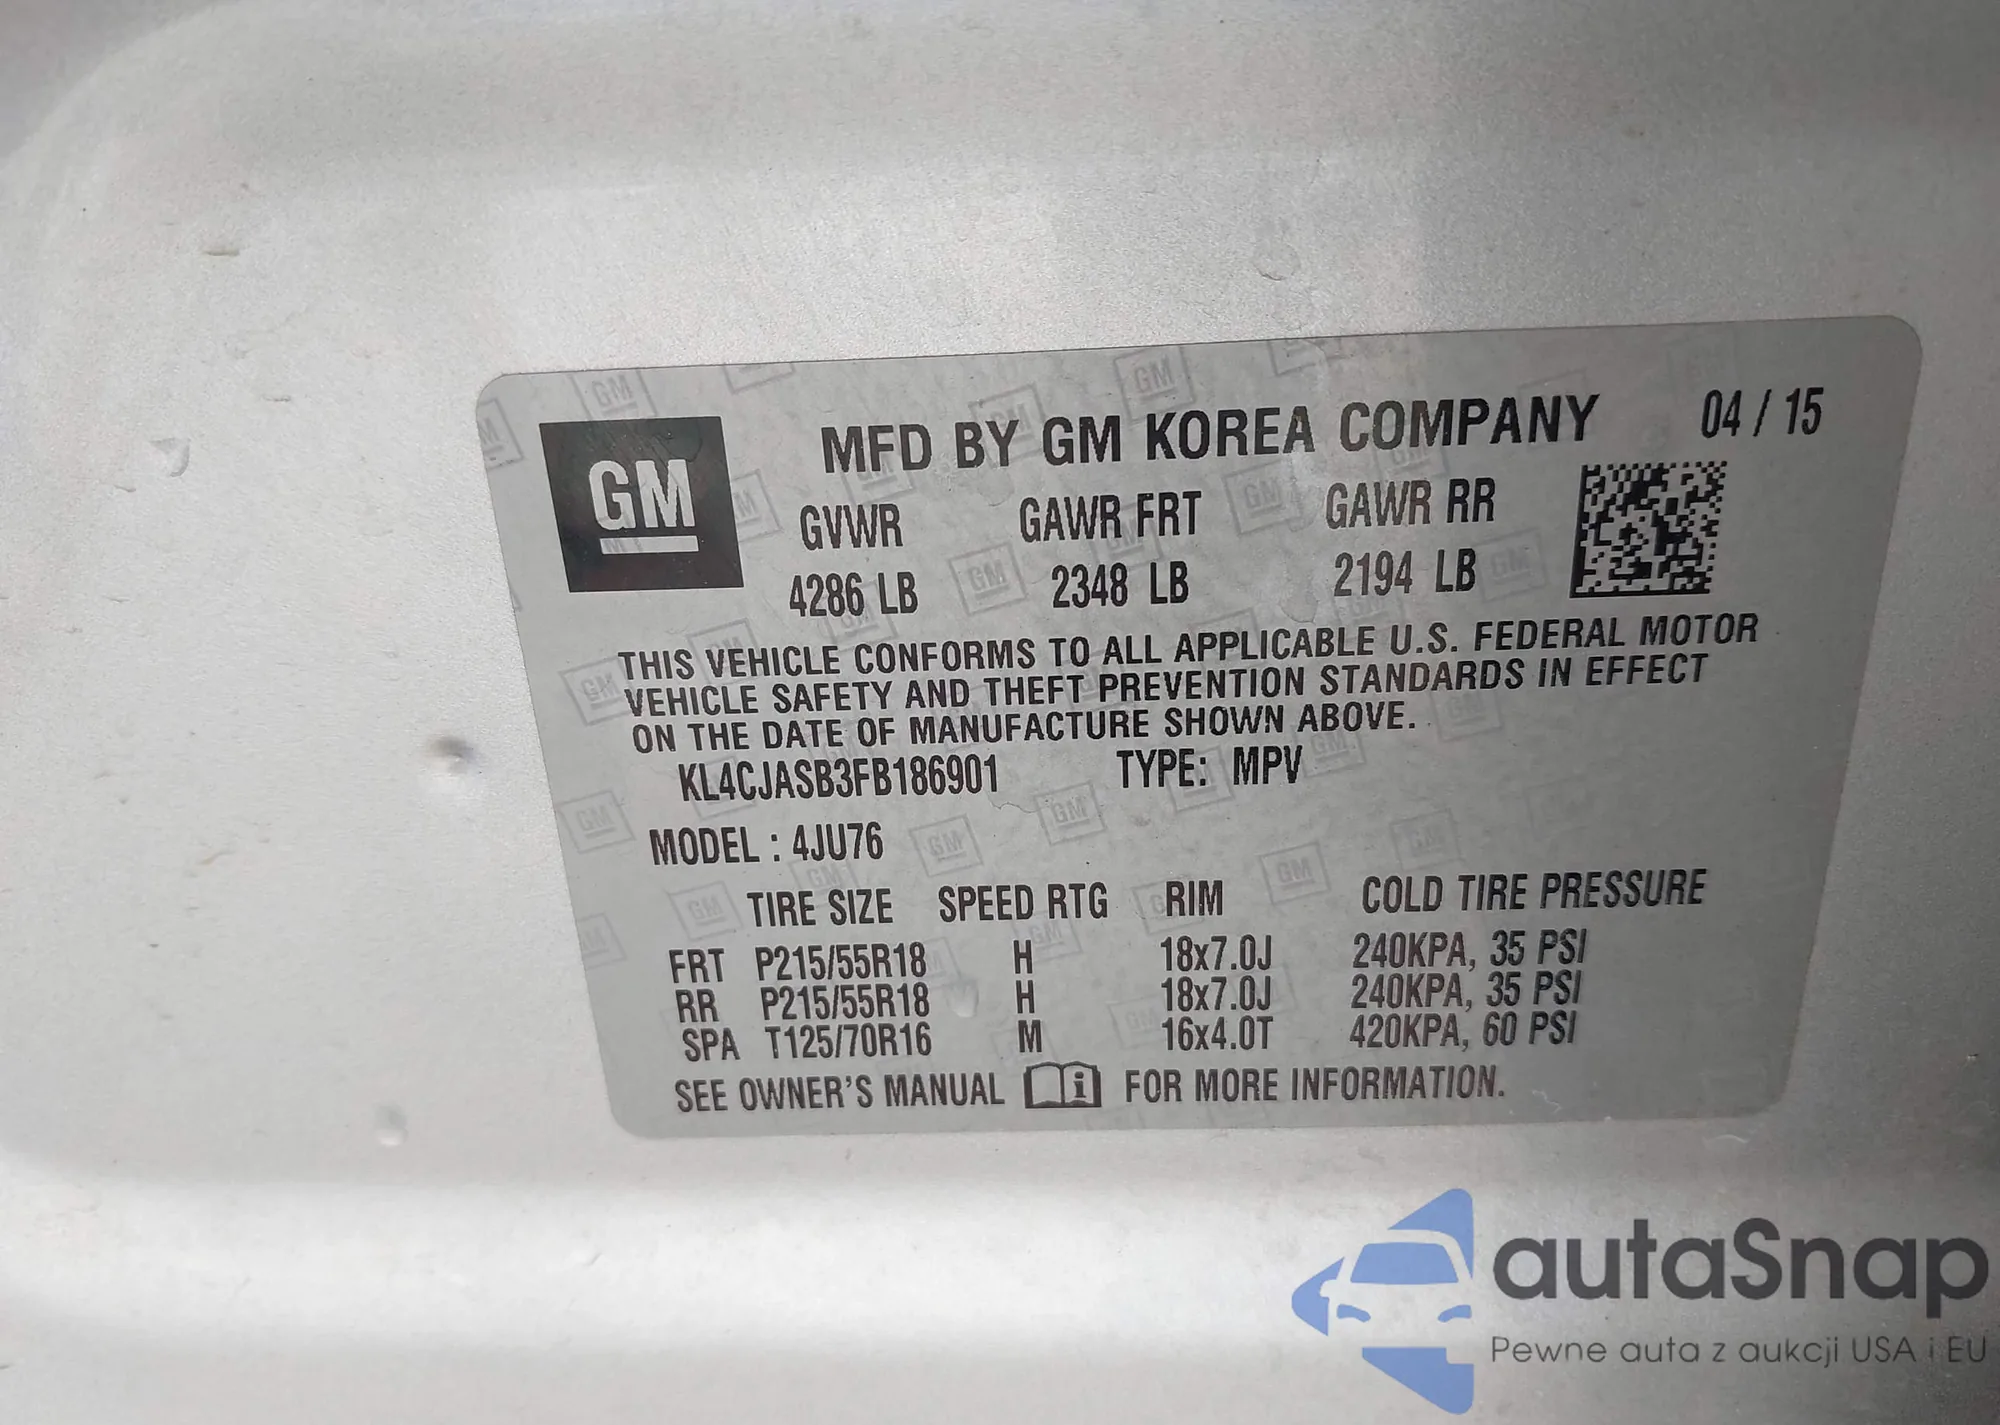 GM
MFD BY GM KOREA COMPANY 04 / 15
GVWR GAWR FRT GAWR RR
4286 LB 2348 LB 2194 LB
THIS VEHICLE CONFORMS TO ALL APPLICABLE U.S. FEDERAL MOTOR
VEHICLE SAFETY AND THEFT PREVENTION STANDARDS IN EFFECT
ON THE DATE OF MANUFACTURE SHOWN ABOVE.
KL4CJASB3FB186901 TYPE: MPV
MODEL : 4JU76
TIRE SIZE SPEED RTG RIM COLD TIRE PRESSURE
FRT P215/55R18 H 18x7.0J 240KPA, 35 PSI
RR P215/55R18 H 18x7.0J 240KPA, 35 PSI
SPA T125/70R16 M 16x4.0T 420KPA, 60 PSI
SEE OWNER'S MANUAL i FOR MORE INFORMATION.
autaSnap
Pewne auta z aukcji USA i EU